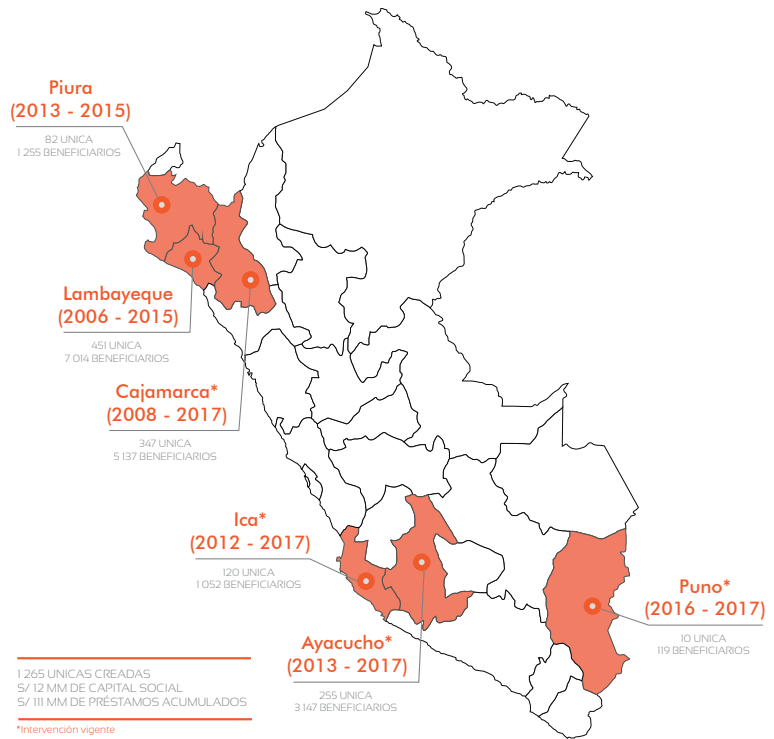 Piura
(2013 - 2015)
82 UNICA
1 255 BENEFICIARIOS
Lambayeque
(2006 - 2015)
451 UNICA
7 014 BENEFICIARIOS
Cajamarca*
(2008 - 2017)
347 UNICA
5 137 BENEFICIARIOS
Ica*
(2012 - 2017)
120 UNICA
1 052 BENEFICIARIOS
Ayacucho*
(2013 - 2017)
255 UNICA
3 147 BENEFICIARIOS
Puno*
(2016 - 2017)
10 UNICA
119 BENEFICIARIOS
1 265 UNICAS CREADAS
S/ 12 MM DE CAPITAL SOCIAL
S/ 111 MM DE PRÉSTAMOS ACUMULADOS
*Intervención vigente